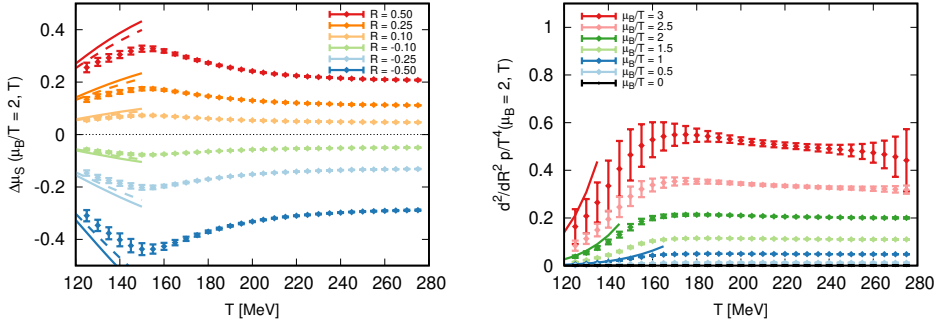 0.4
0.2
0
-0.2
-0.4
120 140 160 180 200 220 240 260 280
T [MeV]
Δμ_S (μ_B/T = 2, T)
R = 0.50
R = 0.25
R = 0.10
R = -0.10
R = -0.25
R = -0.50
1
0.8
0.6
0.4
0.2
0
120 140 160 180 200 220 240 260 280
T [MeV]
d²/dR² p/T⁴(μ_B = 2, T)
μ_B/T = 3
μ_B/T = 2.5
μ_B/T = 2
μ_B/T = 1.5
μ_B/T = 1
μ_B/T = 0.5
μ_B/T = 0